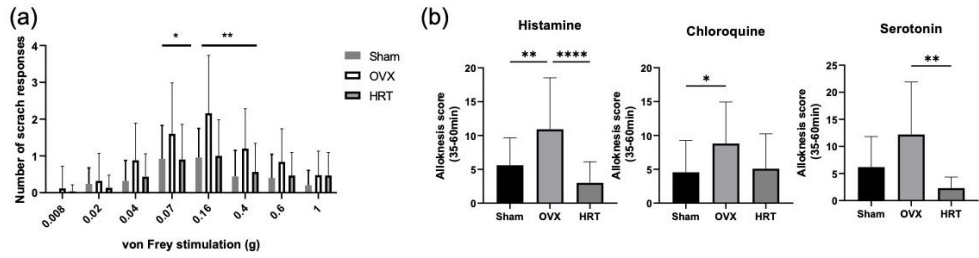 (a)
Number of scrach responses
4
3
2
1
0
*
**
Sham
OVX
HRT
0.008
0.02
0.04
0.07
0.16
0.4
0.6
1
von Frey stimulation (g)
(b)
Histamine
Alloknesis score
(35-60min)
20
15
10
5
0
**
****
Sham
OVX
HRT
Chloroquine
Alloknesis score
(35-60min)
20
15
10
5
0
*
Sham
OVX
HRT
Serotonin
Alloknesis score
(35-60min)
25
20
15
10
5
0
**
Sham
OVX
HRT